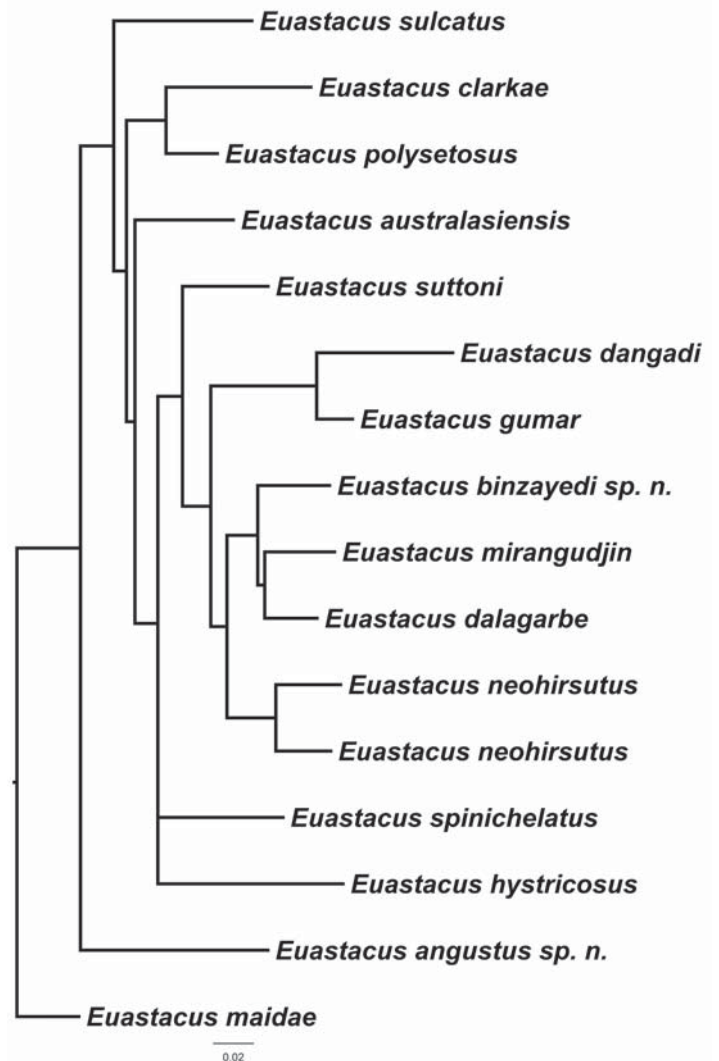 Euastacus sulcatus
Euastacus clarkae
Euastacus polysetosus
Euastacus australasiensis
Euastacus suttoni
Euastacus dangadi
Euastacus gumar
Euastacus binzayedi sp. n.
Euastacus mirangudjin
Euastacus dalagarbe
Euastacus neohirsutus
Euastacus neohirsutus
Euastacus spinichelatus
Euastacus hystricosus
Euastacus angustus sp. n.
Euastacus maidae
0.02